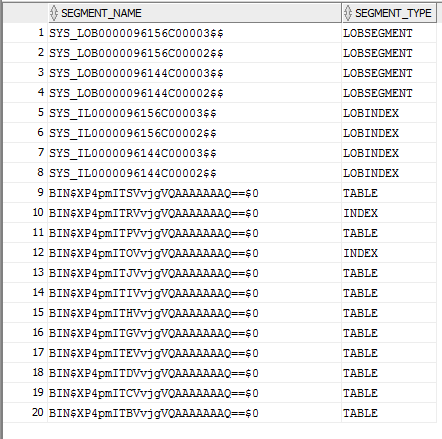 SEGMENT_NAME SEGMENT_TYPE
1 SYS_LOB0000096156C00003$$ LOBSEGMENT
2 SYS_LOB0000096156C00002$$ LOBSEGMENT
3 SYS_LOB0000096144C00003$$ LOBSEGMENT
4 SYS_LOB0000096144C00002$$ LOBSEGMENT
5 SYS_IL0000096156C00003$$ LOBINDEX
6 SYS_IL0000096156C00002$$ LOBINDEX
7 SYS_IL0000096144C00003$$ LOBINDEX
8 SYS_IL0000096144C00002$$ LOBINDEX
9 BIN$XP4pmITSVvjgVQAAAAAAAQ==$0 TABLE
10 BIN$XP4pmITRVvjgVQAAAAAAAQ==$0 INDEX
11 BIN$XP4pmITPVvjgVQAAAAAAAQ==$0 TABLE
12 BIN$XP4pmITOVvjgVQAAAAAAAQ==$0 INDEX
13 BIN$XP4pmITJVvjgVQAAAAAAAQ==$0 TABLE
14 BIN$XP4pmITIVvjgVQAAAAAAAQ==$0 TABLE
15 BIN$XP4pmITHVvjgVQAAAAAAAQ==$0 TABLE
16 BIN$XP4pmITGVvjgVQAAAAAAAQ==$0 TABLE
17 BIN$XP4pmITEVvjgVQAAAAAAAQ==$0 TABLE
18 BIN$XP4pmITDVvjgVQAAAAAAAQ==$0 TABLE
19 BIN$XP4pmITCVvjgVQAAAAAAAQ==$0 TABLE
20 BIN$XP4pmITBVvjgVQAAAAAAAQ==$0 TABLE